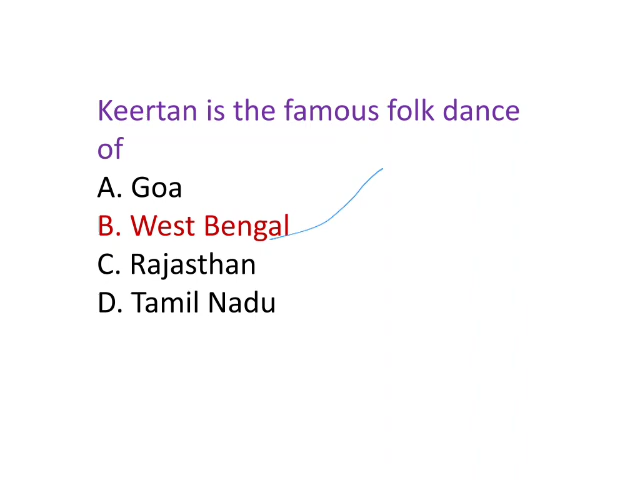 Keertan is the famous folk dance
of
A. Goa
B. West Bengal
C. Rajasthan
D. Tamil Nadu